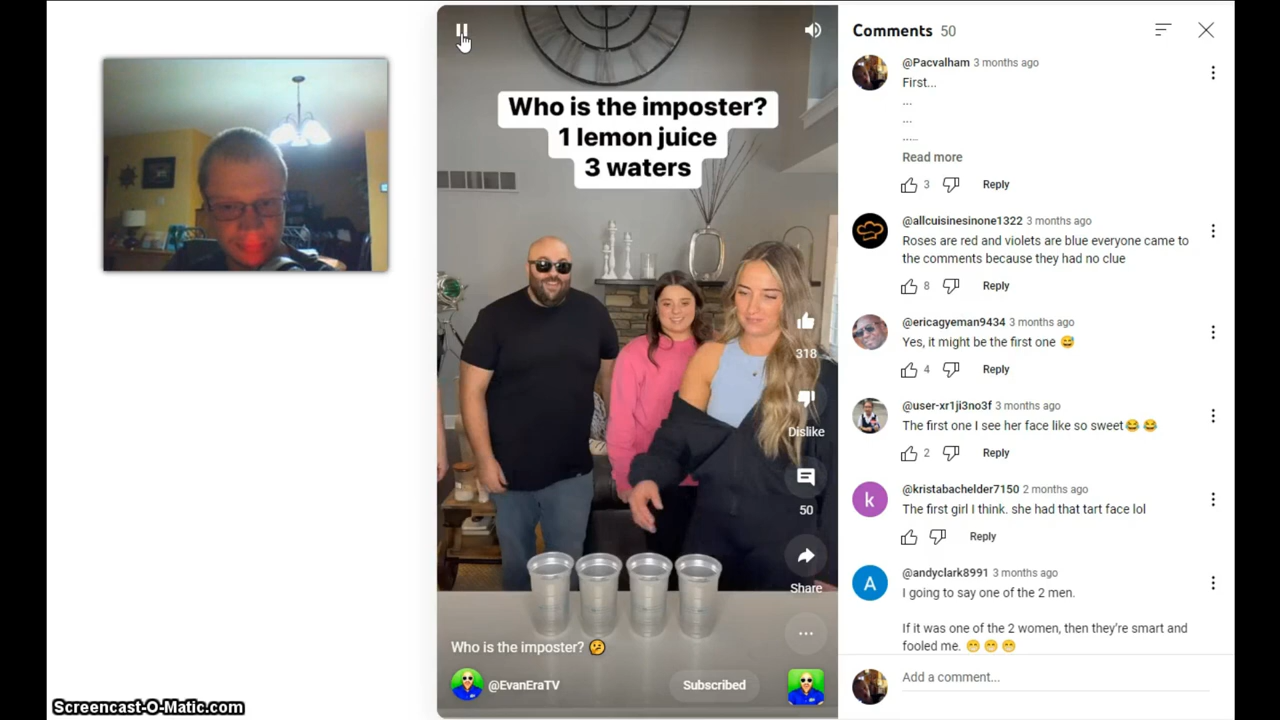 Who is the imposter?
1 lemon juice
3 waters
318
Dislike
50
Share
Who is the imposter? 🤔
@EvanEraTV
Subscribed
Comments 50
@Pacvalham 3 months ago
First...
...
...
.....
Read more
3
Reply
@allcuisinesinone1322 3 months ago
Roses are red and violets are blue everyone came to
the comments because they had no clue
8
Reply
@ericagyeman9434 3 months ago
Yes, it might be the first one 😅
4
Reply
@user-xr1ji3no3f 3 months ago
The first one I see her face like so sweet😂 😂
2
Reply
@kristabachelder7150 2 months ago
The first girl I think. she had that tart face lol
Reply
@andyclark8991 3 months ago
I going to say one of the 2 men.
If it was one of the 2 women, then they're smart and
fooled me. 😁 😁 😁
Add a comment...
k
A
Screencast-O-Matic.com